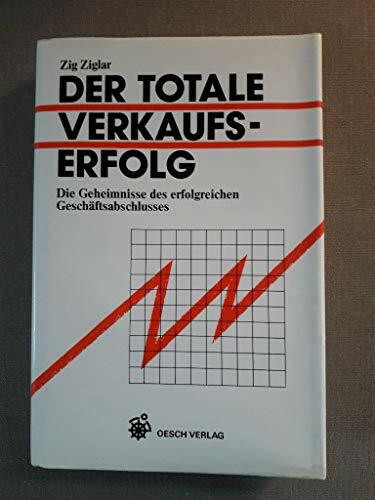 Zig Ziglar
DER TOTALE
VERKAUFS-
ERFOLG
Die Geheimnisse des erfolgreichen
Geschäftsabschlusses
OESCH VERLAG